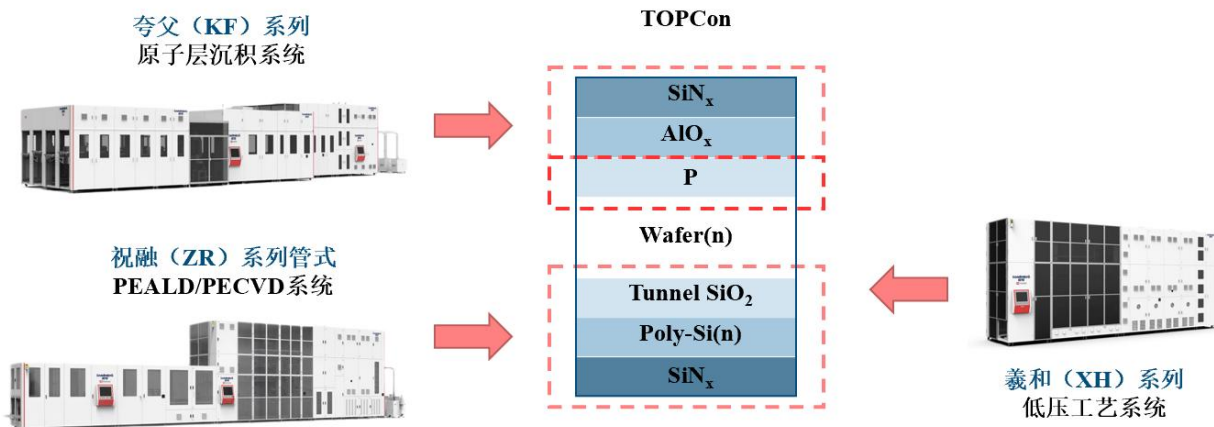 夸父（KF）系列
原子层沉积系统
祝融（ZR）系列管式
PEALD/PECVD系统
TOPCon
SiNₓ
AlOₓ
P
Wafer(n)
Tunnel SiO₂
Poly-Si(n)
SiNₓ
羲和（XH）系列
低压工艺系统